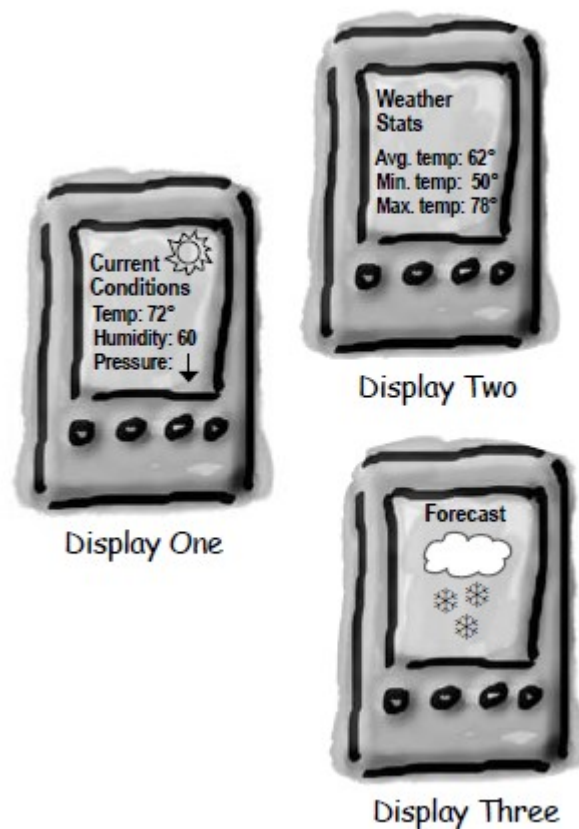 Weather
Stats
Avg. temp: 62°
Min. temp: 50°
Max. temp: 78°
Display Two
Current
Conditions
Temp: 72°
Humidity: 60
Pressure:
Display One
Forecast
Display Three